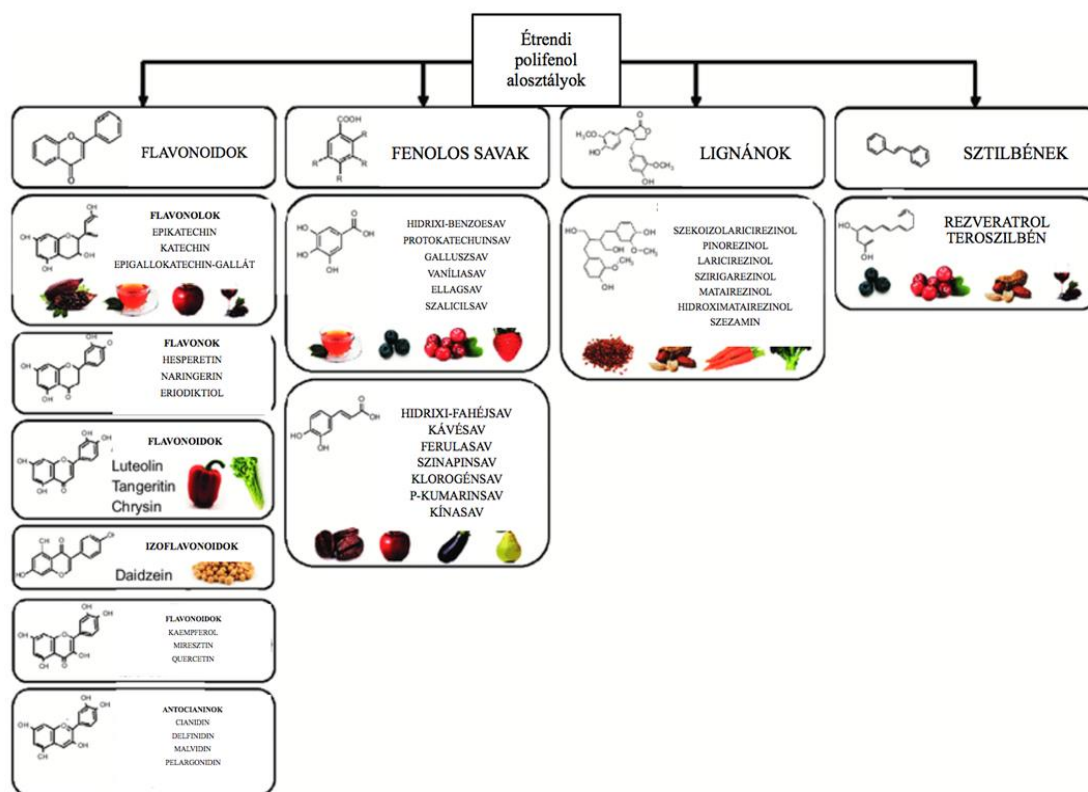 Étrendi
polifenol
alosztályok
FLAVONOIDOK
FLAVONOLOK
EPIKATECHIN
KATECHIN
EPIGALLOKATECHIN-GALLÁT
FLAVONOK
HESPERETIN
NARINGERIN
ERIODIKTIOL
FLAVONOIDOK
Luteolin
Tangeritin
Chrysin
IZOFLAVONOIDOK
Daidzein
FLAVONOIDOK
KAEMPFEROL
MIRESZTIN
QUERCETIN
ANTOCIANINOK
CIANIDIN
DELFINIDIN
MALVIDIN
PELARGONIDIN
COOH
R
R
R
R
FENOLOS SAVAK
HIDRIXI-BENZOESAV
PROTOKATECHUINSAV
GALLUSZSAV
VANÍLIASAV
ELLAGSAV
SZALICILSAV
HIDRIXI-FAHÉJSAV
KÁVÉSAV
FERULASAV
SZINAPINSAV
KLOROGÉNSAV
P-KUMARINSAV
KÍNASAV
LIGNÁNOK
SZEKOIZOLARICIREZINOL
PINOREZINOL
LARICIREZINOL
SZIRIGAREZINOL
MATAIREZINOL
HIDROXIMATAIREZINOL
SZEZAMIN
SZTILBÉNEK
REZVERATROL
TEROSZILBÉN